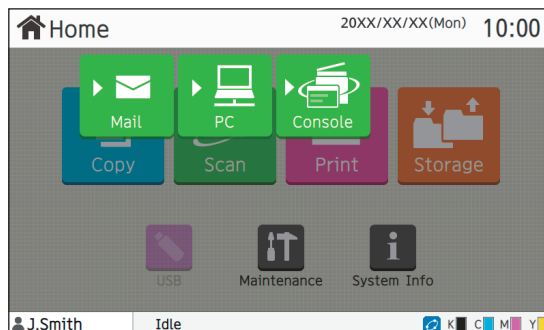 Home
20XX/XX/XX(Mon) 10:00
Mail PC Console
Copy Scan Print Storage
USB Maintenance System Info
J.Smith Idle K C M Y